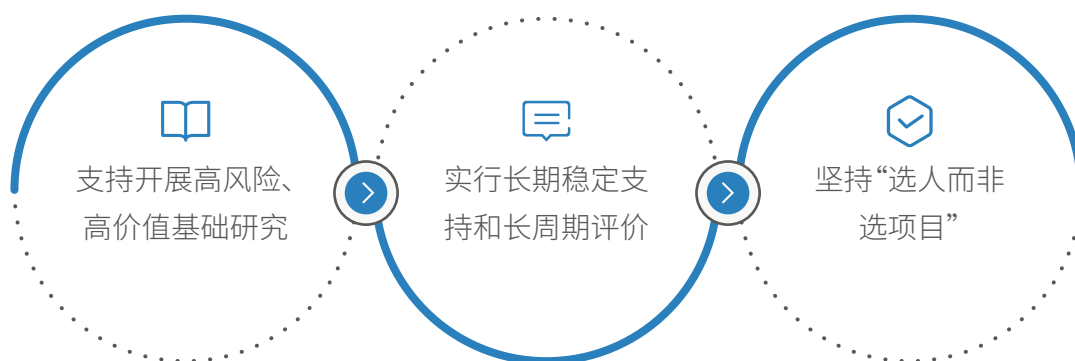 支持开展高风险、
高价值基础研究
实行长期稳定支
持和长周期评价
坚持“选人而非
选项目”